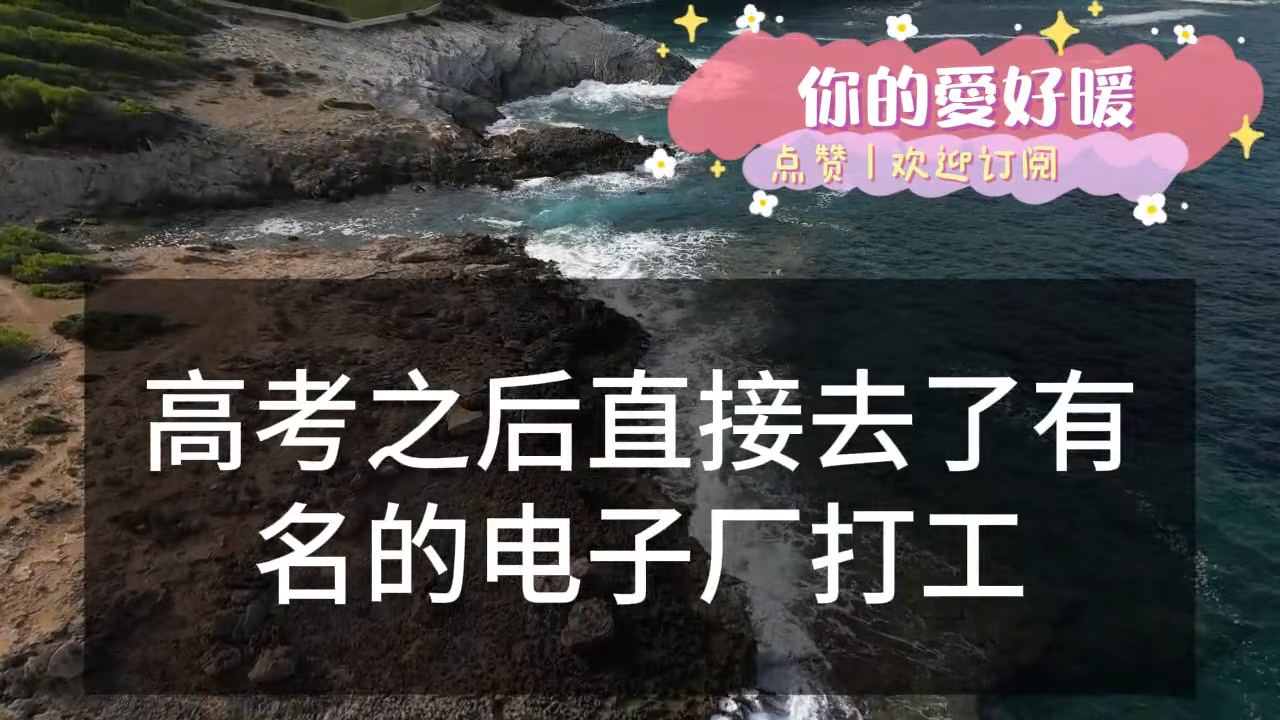 你的愛好暖
点赞 | 欢迎订阅
高考之后直接去了有
名的电子厂打工